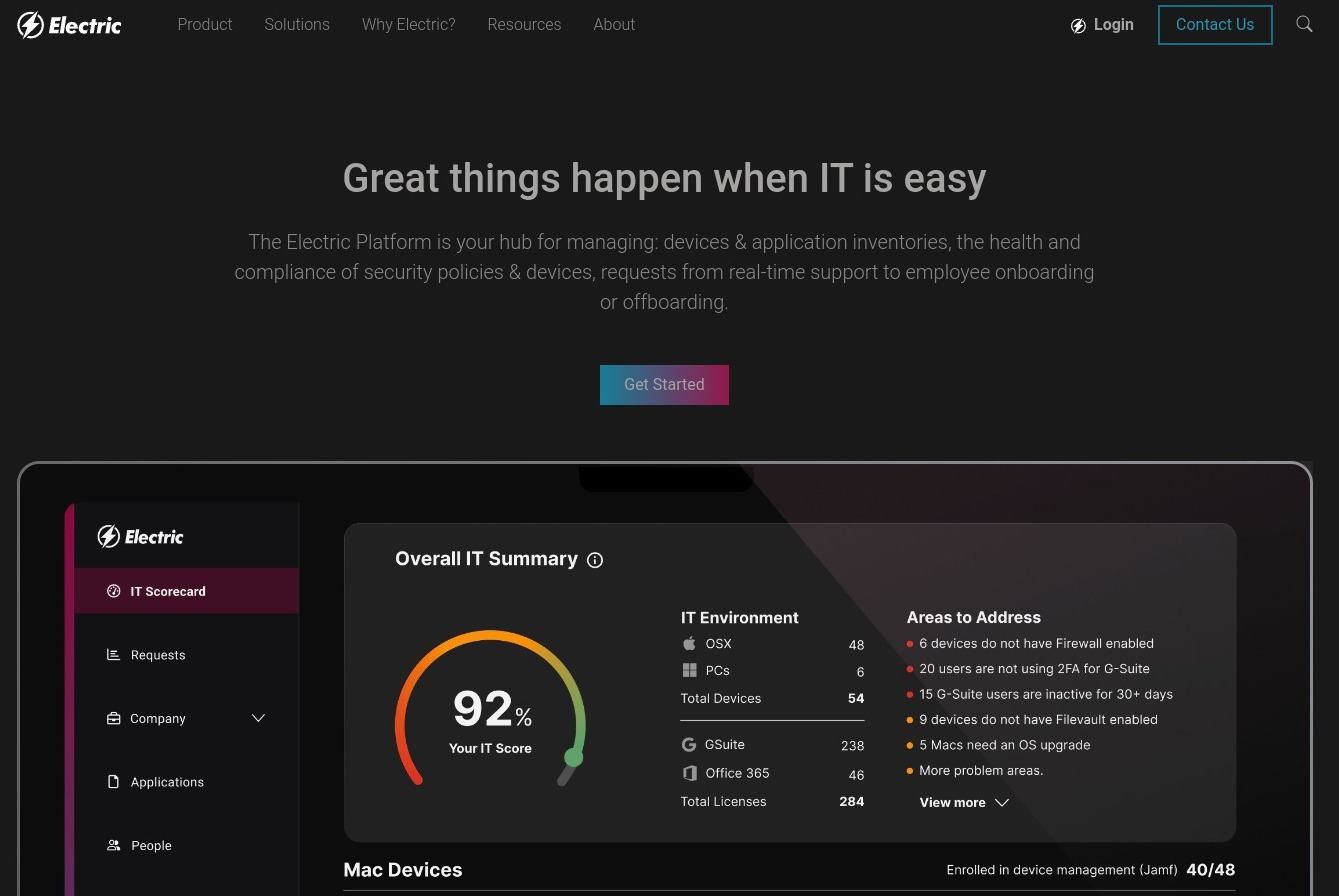 Electric
Product
Solutions
Why Electric?
Resources
About
Login
Contact Us
Great things happen when IT is easy
The Electric Platform is your hub for managing: devices & application inventories, the health and
compliance of security policies & devices, requests from real-time support to employee onboarding
or offboarding.
Get Started
Electric
IT Scorecard
Requests
Company
Applications
People
Overall IT Summary
92%
Your IT Score
IT Environment
OSX 48
PCs 6
Total Devices 54
GSuite 238
Office 365 46
Total Licenses 284
Areas to Address
6 devices do not have Firewall enabled
20 users are not using 2FA for G-Suite
15 G-Suite users are inactive for 30+ days
9 devices do not have Filevault enabled
5 Macs need an OS upgrade
More problem areas.
View more
Mac Devices
Enrolled in device management (Jamf) 40/48